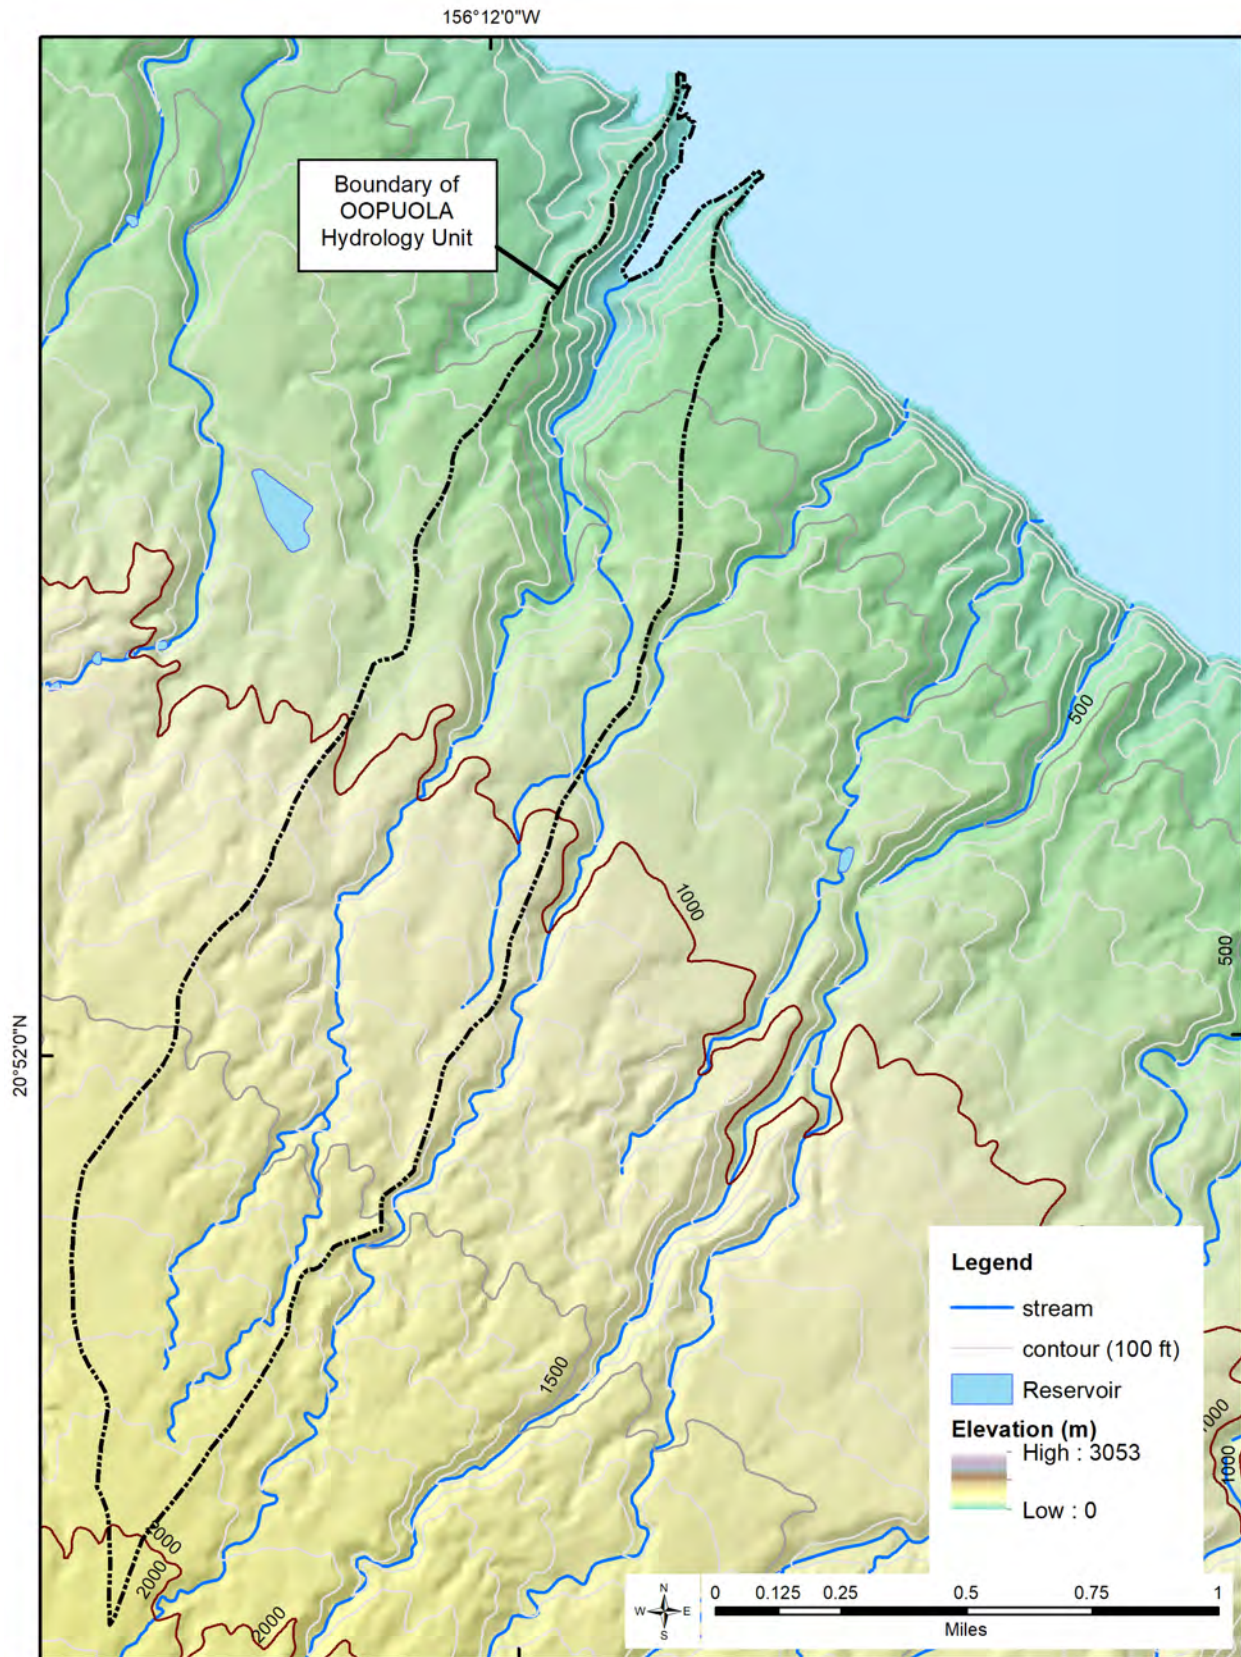 156°12'0"W
Boundary of
OOPUOLA
Hydrology Unit
500
1000
500
20°52'0"N
1500
2000
2000
2000
Legend
stream
contour (100 ft)
Reservoir
Elevation (m)
High : 3053
Low : 0
1000
1000
N
W E
S
0 0.125 0.25 0.5 0.75 1
Miles